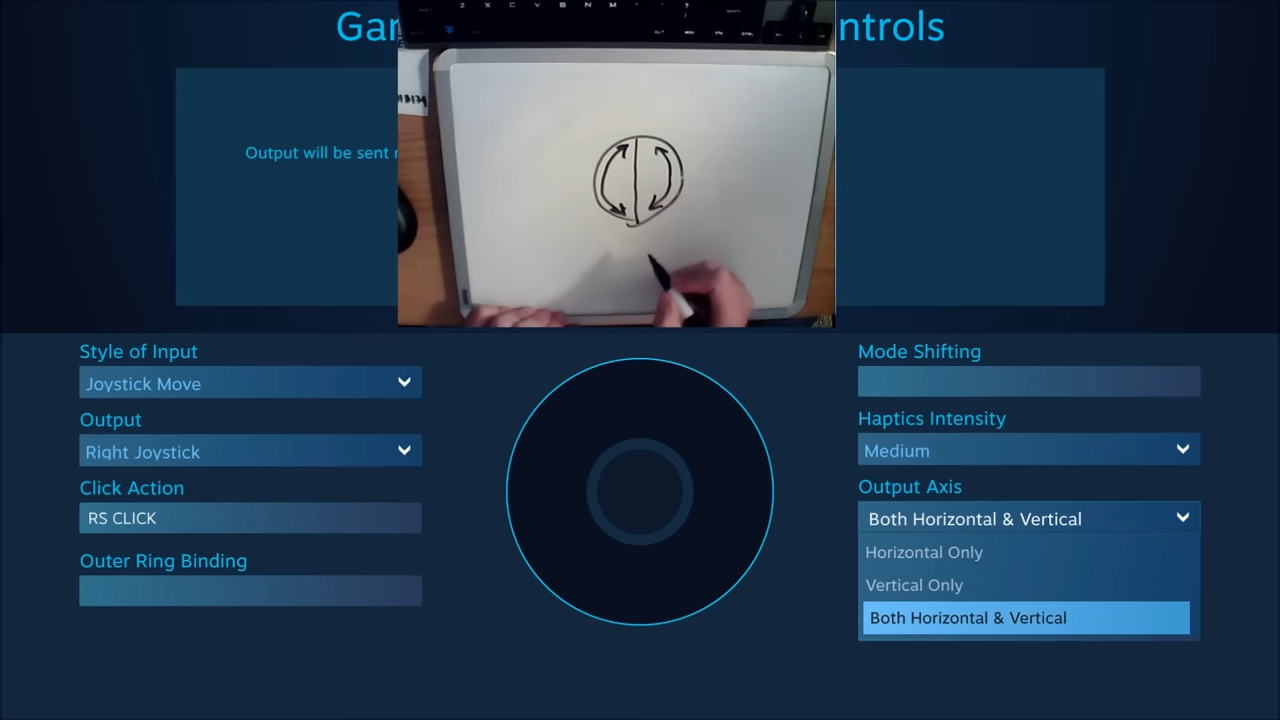 Gar ntrols
Output will be sent r
Style of Input
Joystick Move
Output
Right Joystick
Click Action
RS CLICK
Outer Ring Binding
Mode Shifting
Haptics Intensity
Medium
Output Axis
Both Horizontal & Vertical
Horizontal Only
Vertical Only
Both Horizontal & Vertical
Z X C V B N M